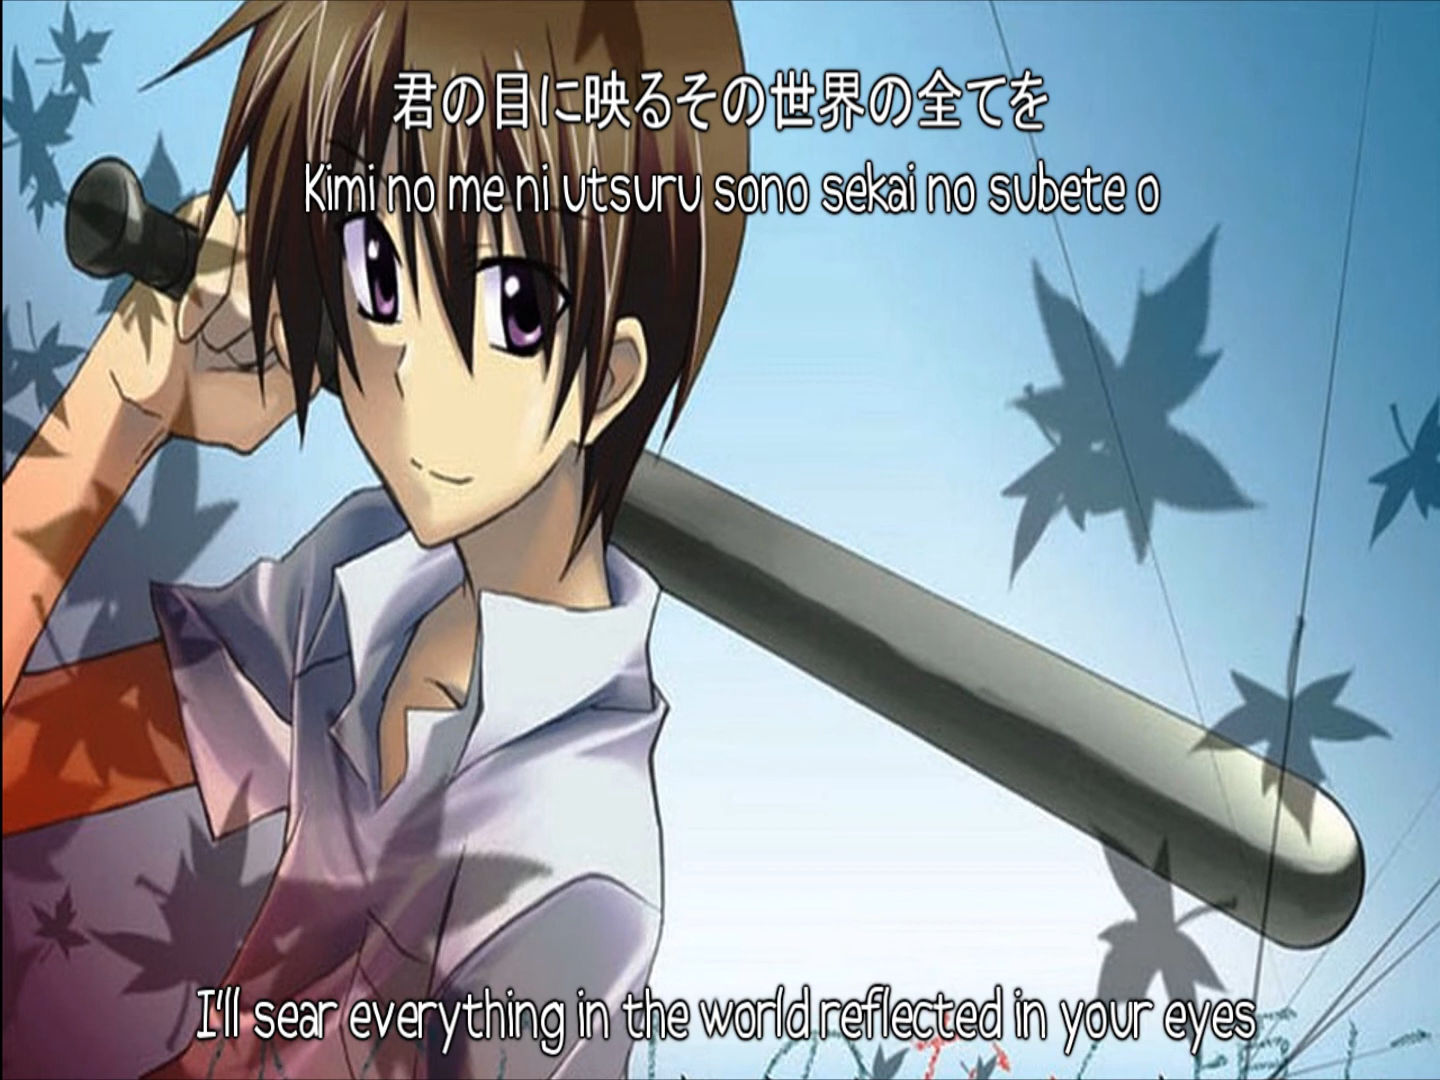 君の目に映るその世界の全てを
Kimi no me ni utsuru sono sekai no subete o
I'll sear everything in the world reflected in your eyes